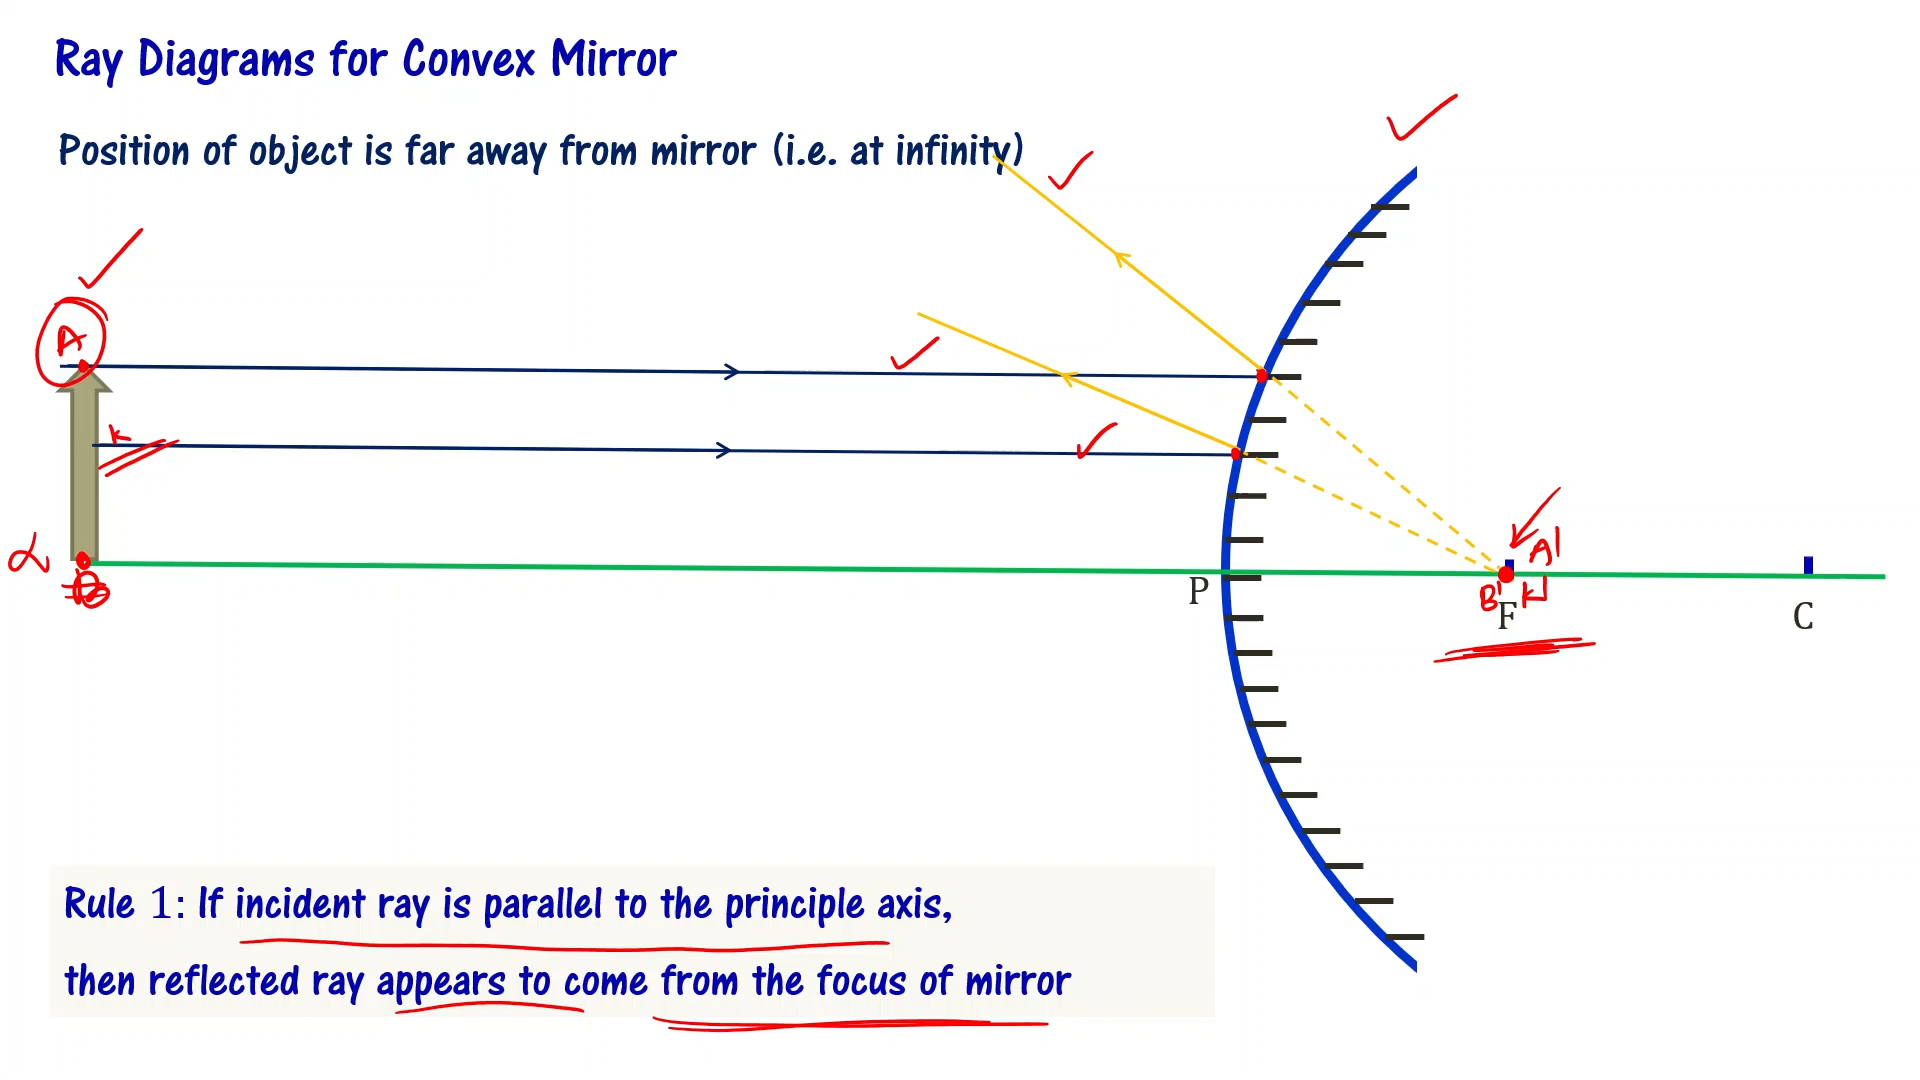 Ray Diagrams for Convex Mirror
Position of object is far away from mirror (i.e. at infinity)
A
K
B
P
A'
B' K'
F
C
Rule 1: If incident ray is parallel to the principle axis,
then reflected ray appears to come from the focus of mirror